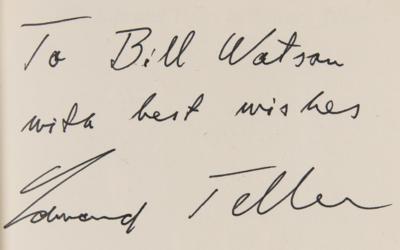 To Bill Watson
with best wishes
Edward Teller